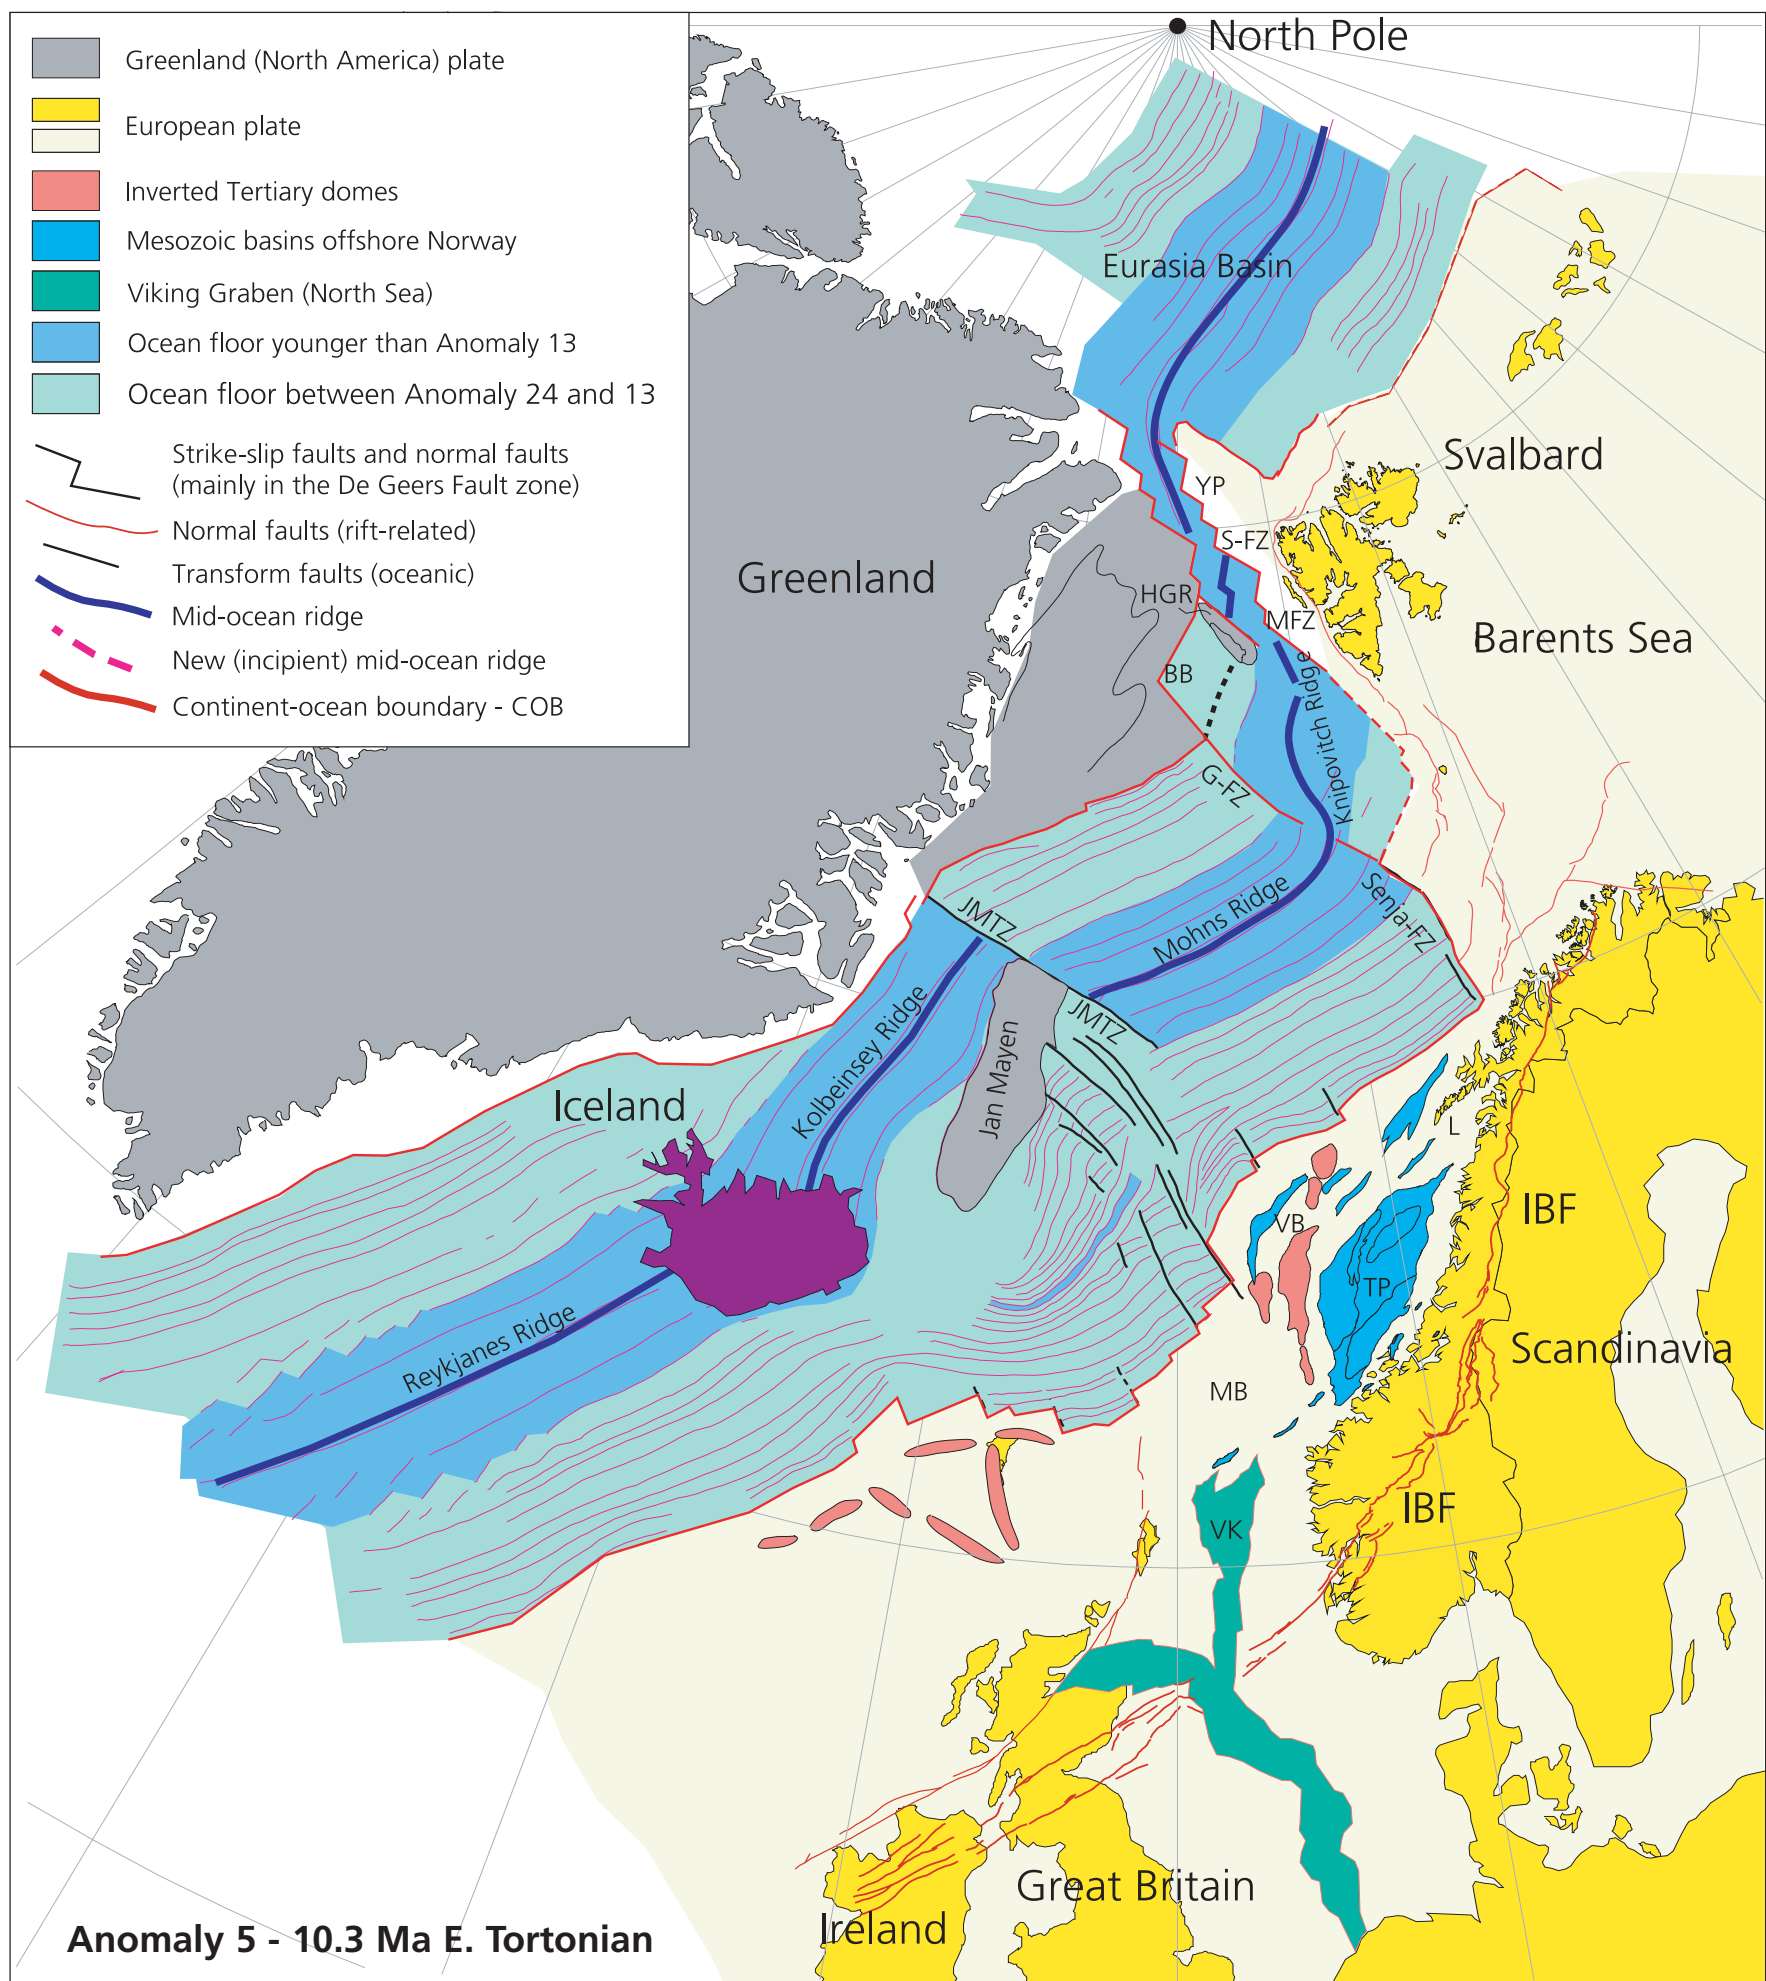 Greenland (North America) plate
European plate
Inverted Tertiary domes
Mesozoic basins offshore Norway
Viking Graben (North Sea)
Ocean floor younger than Anomaly 13
Ocean floor between Anomaly 24 and 13
Strike-slip faults and normal faults
(mainly in the De Geers Fault zone)
Normal faults (rift-related)
Transform faults (oceanic)
Mid-ocean ridge
New (incipient) mid-ocean ridge
Continent-ocean boundary - COB
North Pole
Eurasia Basin
Svalbard
YP
S-FZ
Greenland
HGR
MFZ
Barents Sea
BB
Knipovitch Ridge
G-FZ
JMTZ
Mohns Ridge
Senja-FZ
Kolbeinsey Ridge
JMTZ
Jan Mayen
Iceland
L
VB
IBF
TP
Reykjanes Ridge
Scandinavia
MB
IBF
VK
Great Britain
Ireland
Anomaly 5 - 10.3 Ma E. Tortonian